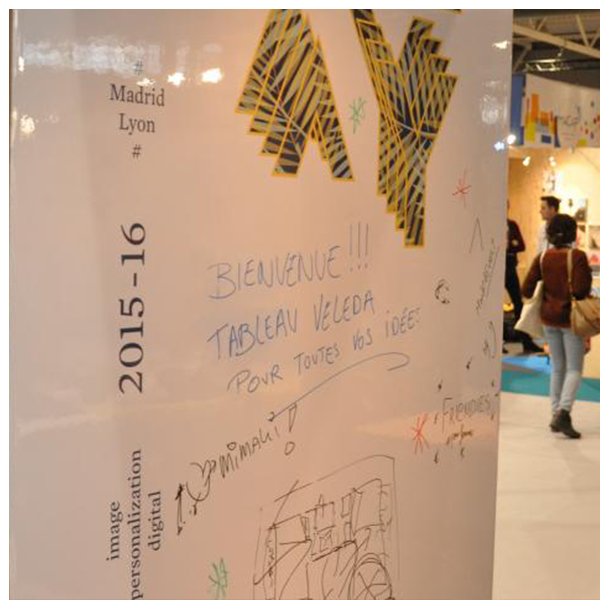 #
Madrid
Lyon
#
2015-16
image
personalization
digital
BIENVENUE!!!
TABLEAU VELEDA
POUR TOUTES VOS IDÉES
MIMAKI!